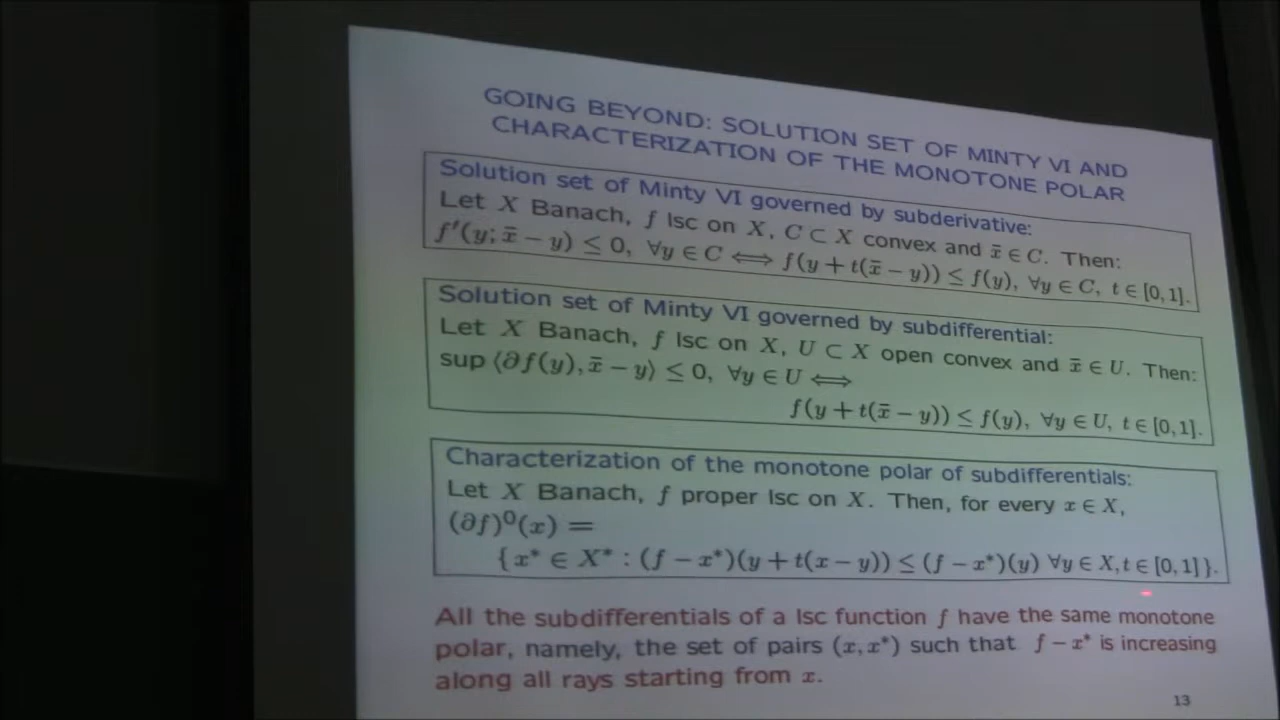 GOING BEYOND: SOLUTION SET OF MINTY VI AND
CHARACTERIZATION OF THE MONOTONE POLAR
Solution set of Minty VI governed by subderivative:
Let X Banach, f lsc on X, C ⊂ X convex and x̄ ∈ C. Then:
f′(y; x̄ − y) ≤ 0, ∀y ∈ C ⟺ f(y + t(x̄ − y)) ≤ f(y), ∀y ∈ C, t ∈ [0, 1].
Solution set of Minty VI governed by subdifferential:
Let X Banach, f lsc on X, U ⊂ X open convex and x̄ ∈ U. Then:
sup ⟨∂f(y), x̄ − y⟩ ≤ 0, ∀y ∈ U ⟺
f(y + t(x̄ − y)) ≤ f(y), ∀y ∈ U, t ∈ [0, 1].
Characterization of the monotone polar of subdifferentials:
Let X Banach, f proper lsc on X. Then, for every x ∈ X,
(∂f)⁰(x) =
{x* ∈ X* : (f − x*)(y + t(x − y)) ≤ (f − x*)(y) ∀y ∈ X, t ∈ [0, 1]}.
All the subdifferentials of a lsc function f have the same monotone
polar, namely, the set of pairs (x, x*) such that f − x* is increasing
along all rays starting from x.
13